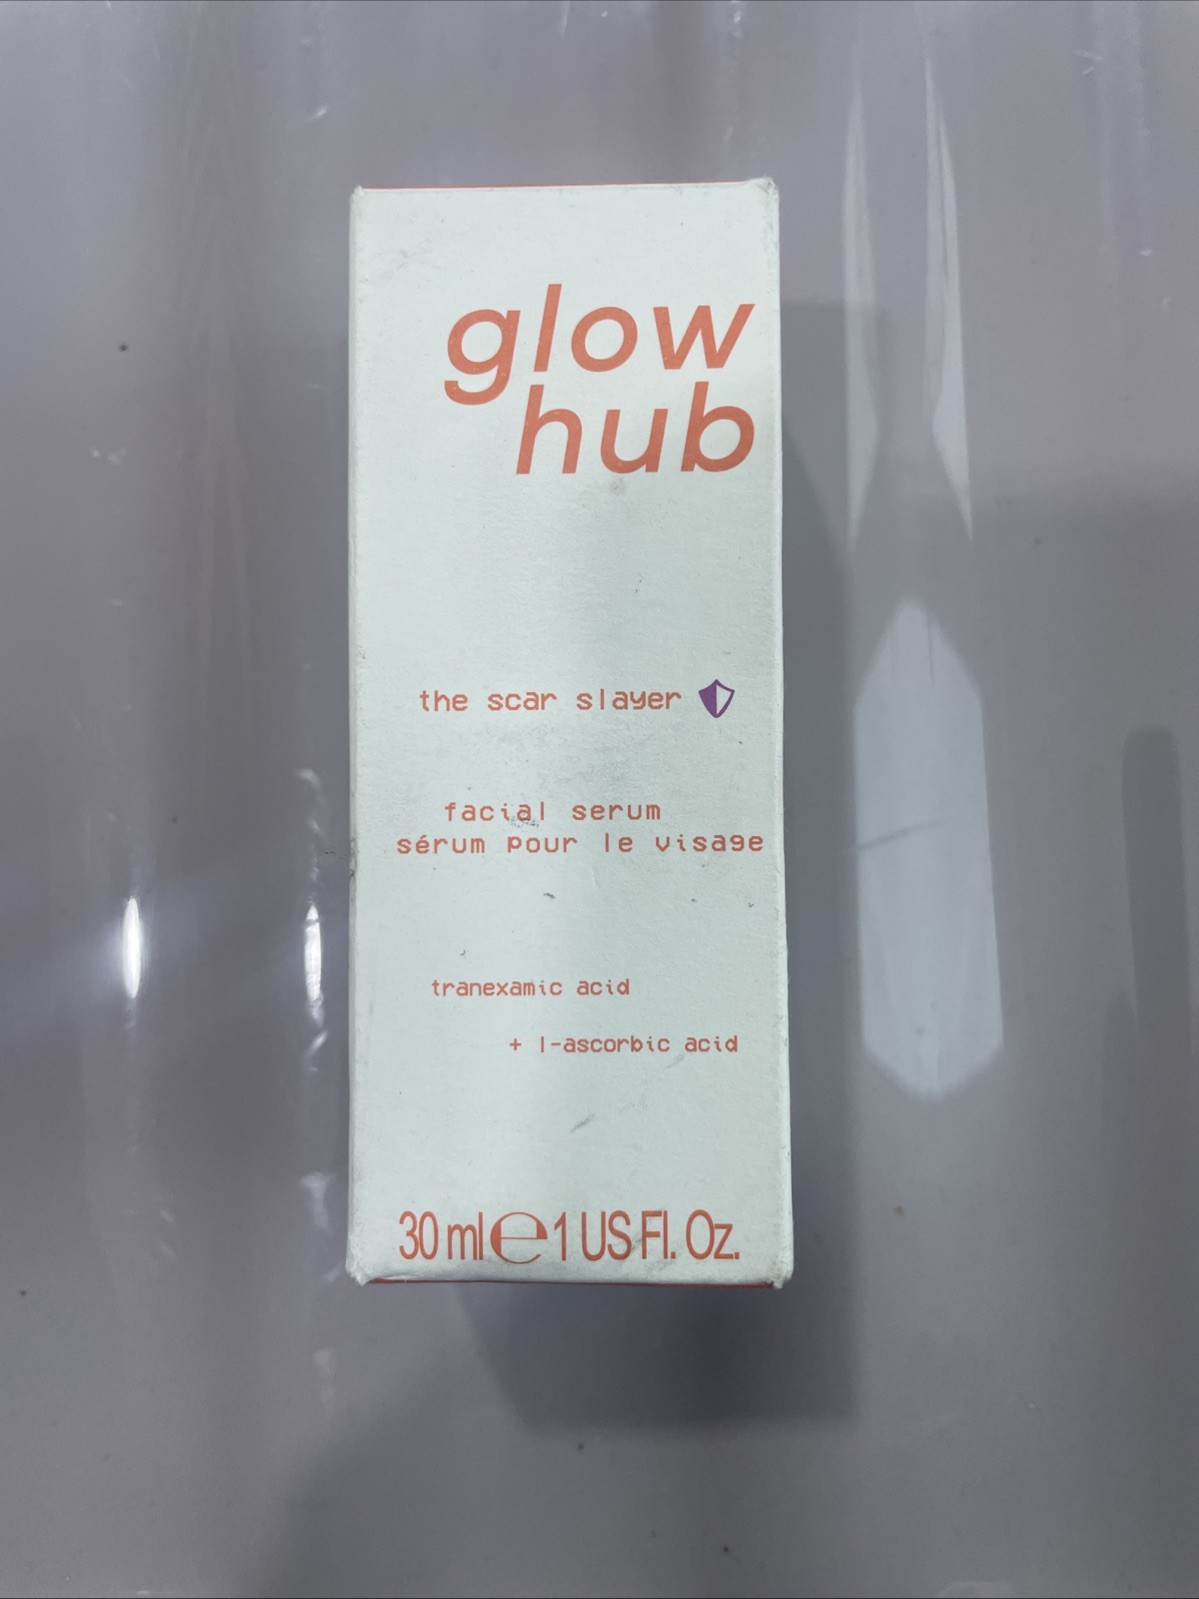 glow
hub
the scar slayer
facial serum
sérum pour le visage
tranexamic acid
+ l-ascorbic acid
30 ml e 1 US Fl. Oz.